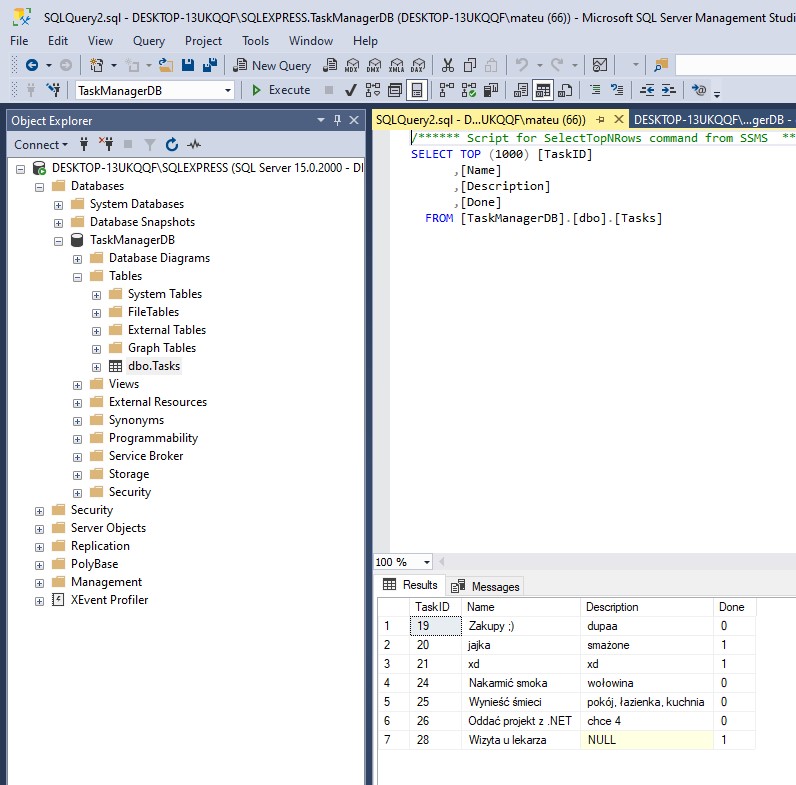 SQLQuery2.sql - DESKTOP-13UKQQF\SQLEXPRESS.TaskManagerDB (DESKTOP-13UKQQF\mateu (66)) - Microsoft SQL Server Management Studi
File Edit View Query Project Tools Window Help
New Query MDX DMX XMLA DAX
TaskManagerDB Execute
Object Explorer
Connect
DESKTOP-13UKQQF\SQLEXPRESS (SQL Server 15.0.2000 - DI
Databases
System Databases
Database Snapshots
TaskManagerDB
Database Diagrams
Tables
System Tables
FileTables
External Tables
Graph Tables
dbo.Tasks
Views
External Resources
Synonyms
Programmability
Service Broker
Storage
Security
Security
Server Objects
Replication
PolyBase
Management
XEvent Profiler
SQLQuery2.sql - D...UKQQF\mateu (66)) DESKTOP-13UKQQF\...gerDB -
/****** Script for SelectTopNRows command from SSMS **
SELECT TOP (1000) [TaskID]
,[Name]
,[Description]
,[Done]
FROM [TaskManagerDB].[dbo].[Tasks]
100 %
Results Messages
TaskID Name Description Done
1 19 Zakupy ;) dupaa 0
2 20 jajka smażone 1
3 21 xd xd 1
4 24 Nakarmić smoka wołowina 0
5 25 Wynieść śmieci pokój, łazienka, kuchnia 0
6 26 Oddać projekt z .NET chce 4 0
7 28 Wizyta u lekarza NULL 1